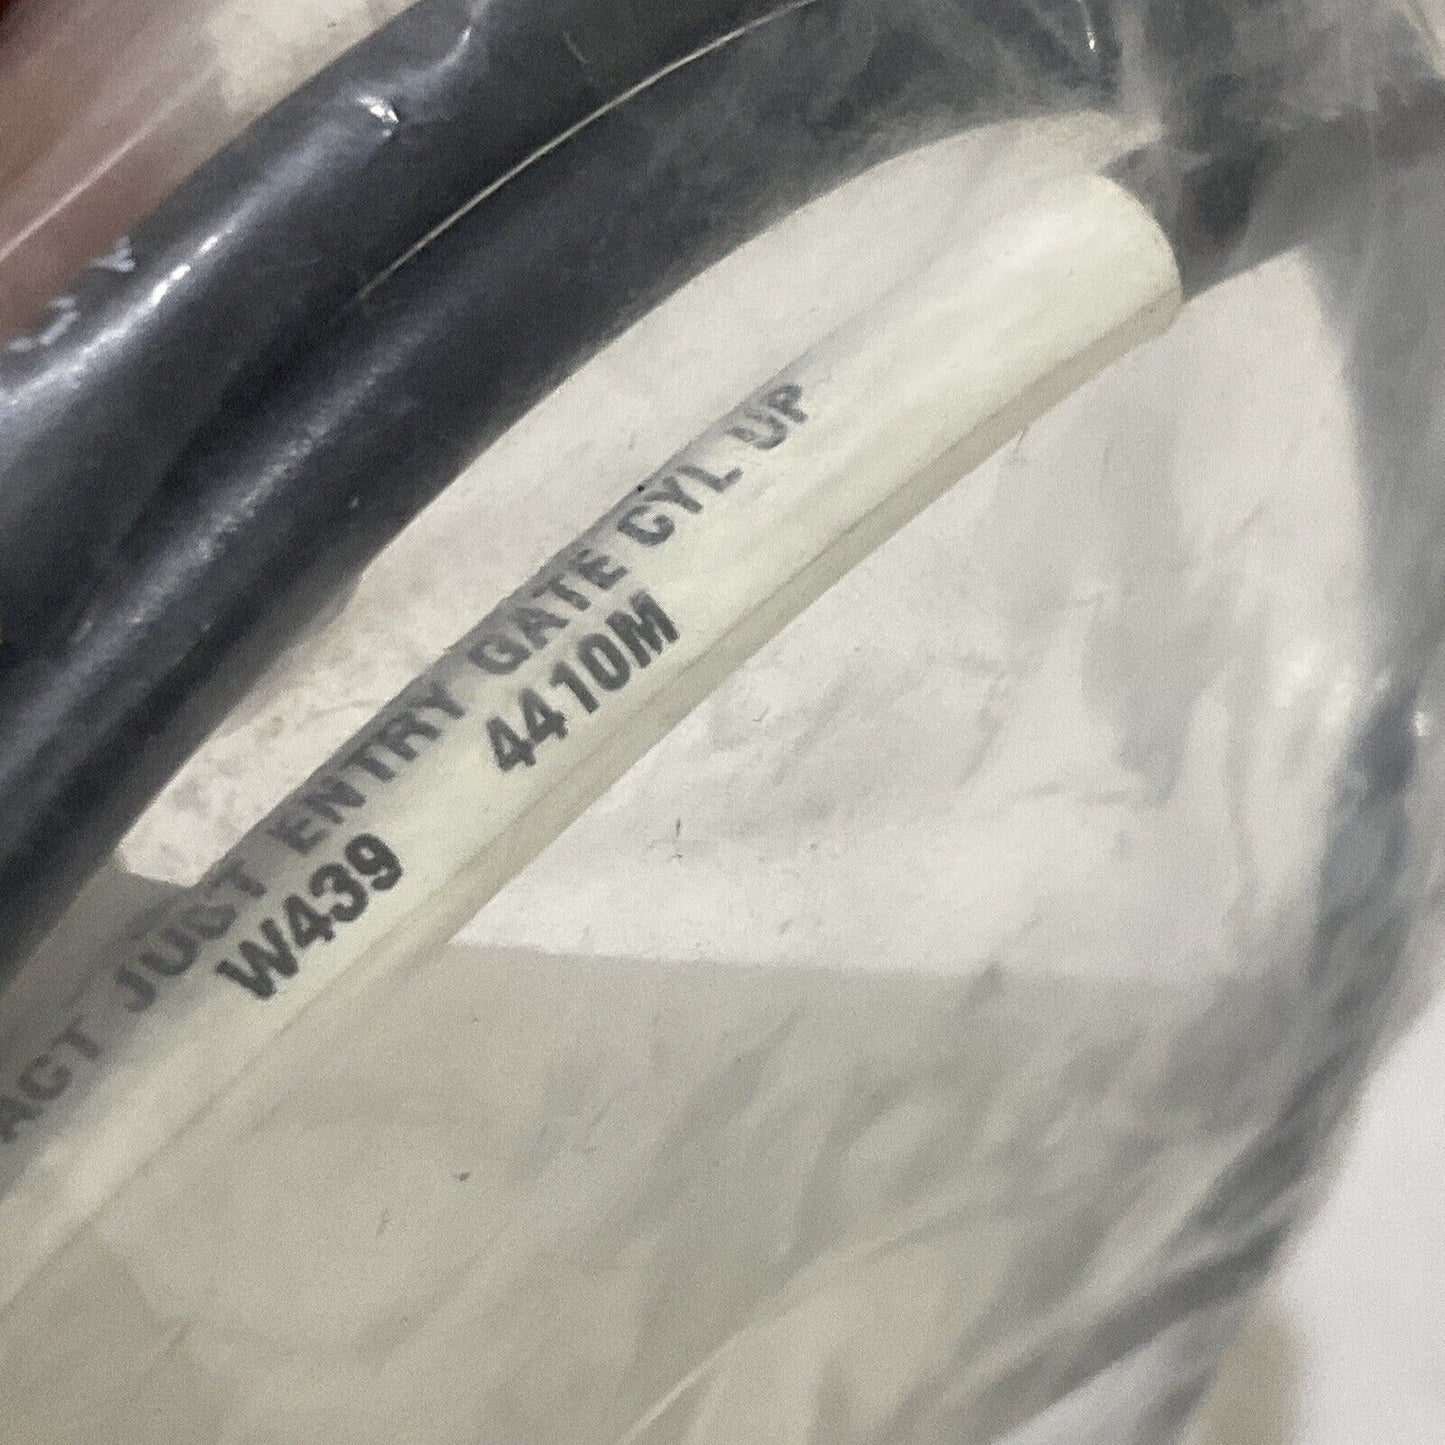 ACT JUST ENTRY GATE CYL UP
W439 4410M